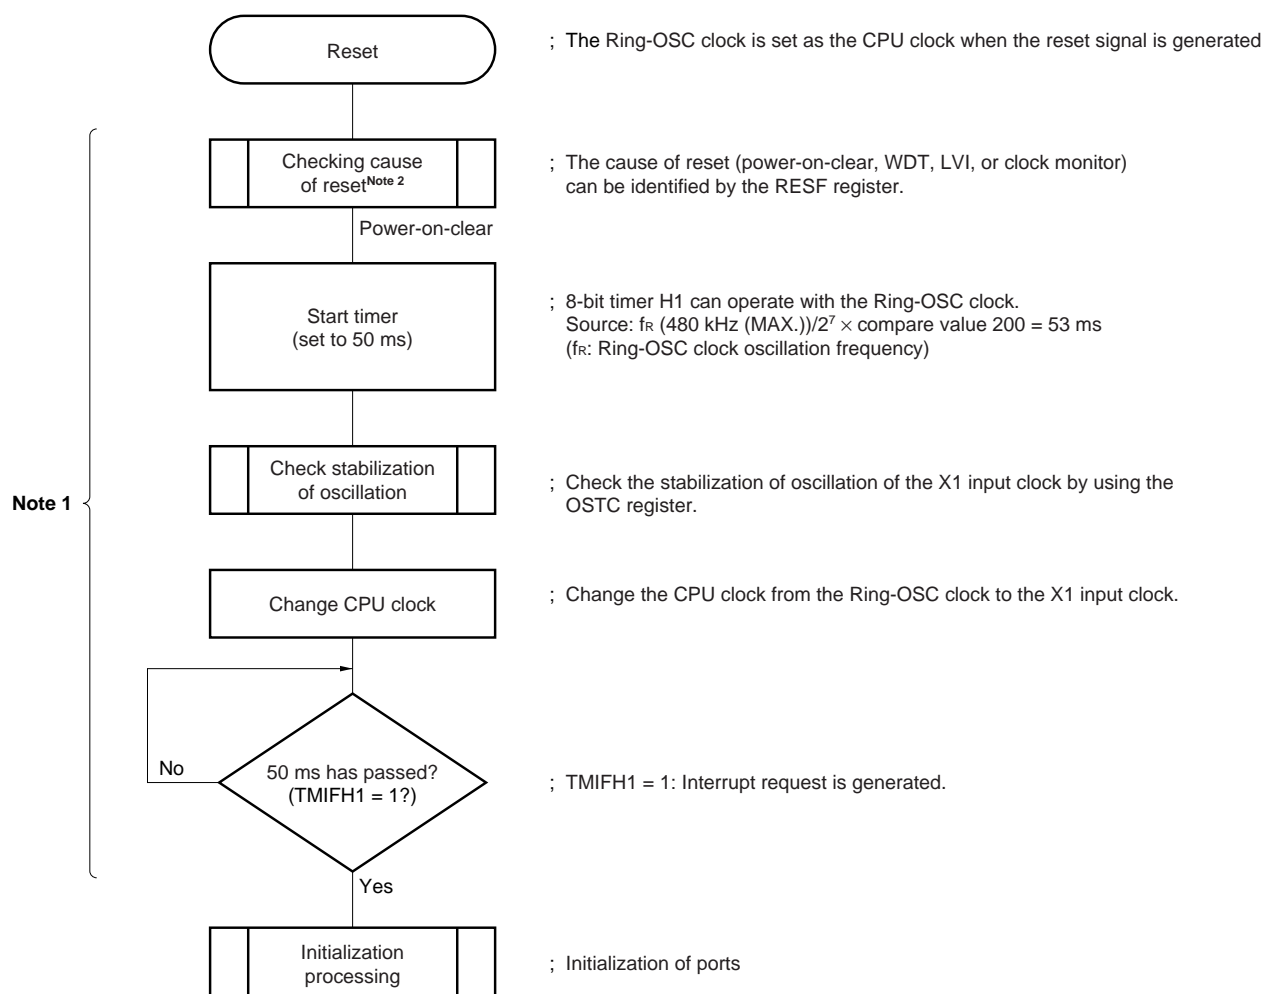 Reset
; The Ring-OSC clock is set as the CPU clock when the reset signal is generated
Checking cause
of reset Note 2
; The cause of reset (power-on-clear, WDT, LVI, or clock monitor)
can be identified by the RESF register.
Power-on-clear
Start timer
(set to 50 ms)
; 8-bit timer H1 can operate with the Ring-OSC clock.
Source: fR (480 kHz (MAX.))/2⁷ × compare value 200 = 53 ms
(fR: Ring-OSC clock oscillation frequency)
Note 1
Check stabilization
of oscillation
; Check the stabilization of oscillation of the X1 input clock by using the
OSTC register.
Change CPU clock
; Change the CPU clock from the Ring-OSC clock to the X1 input clock.
No
50 ms has passed?
(TMIFH1 = 1?)
; TMIFH1 = 1: Interrupt request is generated.
Yes
Initialization
processing
; Initialization of ports